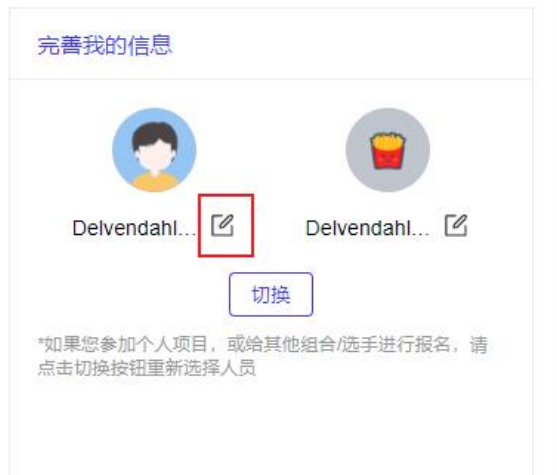 完善我的信息
Delvendahl... Delvendahl...
切换
*如果您参加个人项目，或给其他组合/选手进行报名，请
点击切换按钮重新选择人员